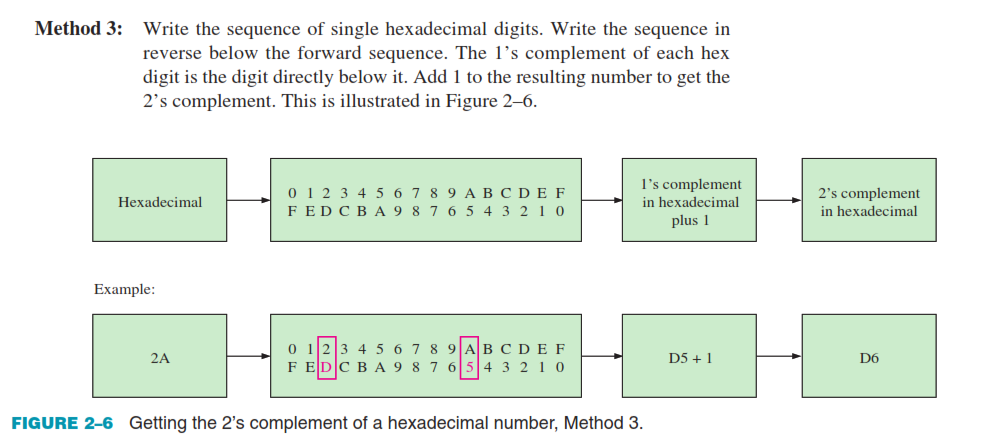 Method 3: Write the sequence of single hexadecimal digits. Write the sequence in
reverse below the forward sequence. The 1’s complement of each hex
digit is the digit directly below it. Add 1 to the resulting number to get the
2’s complement. This is illustrated in Figure 2–6.
Hexadecimal
0 1 2 3 4 5 6 7 8 9 A B C D E F
F E D C B A 9 8 7 6 5 4 3 2 1 0
1’s complement
in hexadecimal
plus 1
2’s complement
in hexadecimal
Example:
2A
0 1 2 3 4 5 6 7 8 9 A B C D E F
F E D C B A 9 8 7 6 5 4 3 2 1 0
D5 + 1
D6
FIGURE 2–6 Getting the 2’s complement of a hexadecimal number, Method 3.